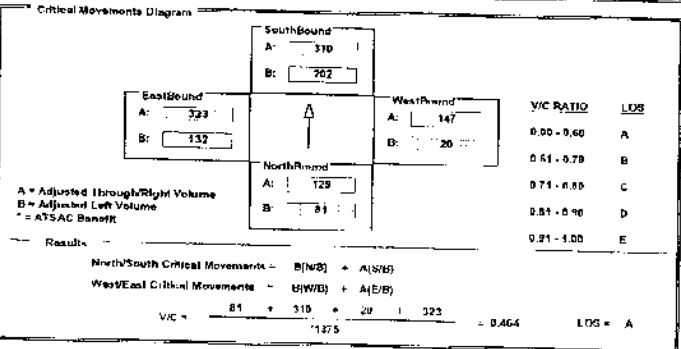 Critical Movements Diagram
SouthBound
A: 310
B: 202
EastBound
A: 323
B: 132
WestBound
A: 147
B: 20
NorthBound
A: 129
B: 81
A = Adjusted Through/Right Volume
B = Adjusted Left Volume
* = ATSAC Benefit
V/C RATIO LOS
0.00 - 0.60 A
0.61 - 0.70 B
0.71 - 0.80 C
0.81 - 0.90 D
0.91 - 1.00 E
Results
North/South Critical Movements = B(N/B) + A(S/B)
West/East Critical Movements = B(W/B) + A(E/B)
V/C = 81 + 310 + 20 + 323 = 0.464 LOS = A
*1375